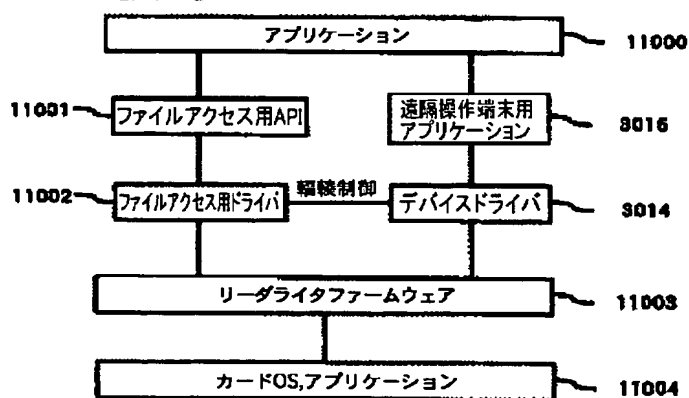 アプリケーション
11000
11001
ファイルアクセス用API
遠隔操作端末用
アプリケーション
3015
11002
ファイルアクセス用ドライバ
輻輳制御
デバイスドライバ
3014
リーダライタファームウェア
11003
カードOS,アプリケーション
11004